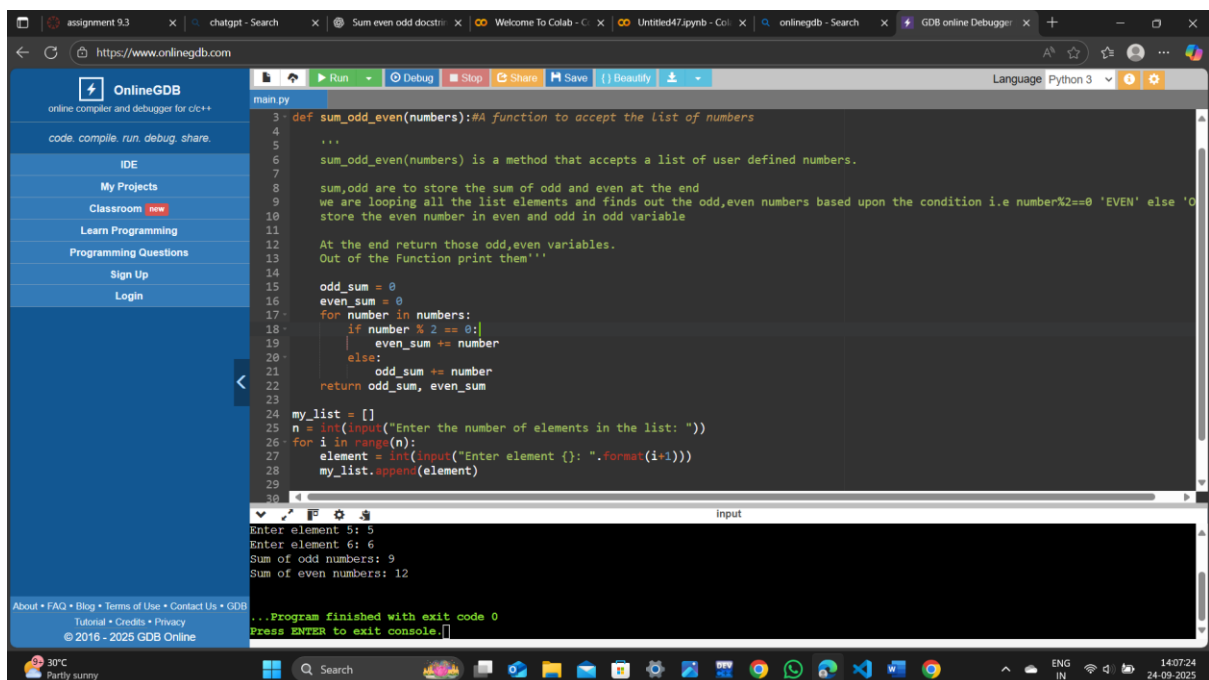 assignment 9.3
chatgpt - Search
Sum even odd docstrin
Welcome To Colab - C
Untitled47.ipynb - Col
onlinegdb - Search
GDB online Debugger
https://www.onlinegdb.com
OnlineGDB
online compiler and debugger for c/c++
code. compile. run. debug. share.
IDE
My Projects
Classroom new
Learn Programming
Programming Questions
Sign Up
Login
About • FAQ • Blog • Terms of Use • Contact Us • GDB
Tutorial • Credits • Privacy
© 2016 - 2025 GDB Online
Run Debug Stop Share Save { } Beautify Language Python 3
main.py
3 def sum_odd_even(numbers):#A function to accept the list of numbers
4
5 '''
6 sum_odd_even(numbers) is a method that accepts a list of user defined numbers.
7
8 sum,odd are to store the sum of odd and even at the end
9 we are looping all the list elements and finds out the odd,even numbers based upon the condition i.e number%2==0 'EVEN' else 'O
10 store the even number in even and odd in odd variable
11
12 At the end return those odd,even variables.
13 Out of the Function print them'''
14
15 odd_sum = 0
16 even_sum = 0
17 for number in numbers:
18 if number % 2 == 0:
19 even_sum += number
20 else:
21 odd_sum += number
22 return odd_sum, even_sum
23
24 my_list = []
25 n = int(input("Enter the number of elements in the list: "))
26 for i in range(n):
27 element = int(input("Enter element {}: ".format(i+1)))
28 my_list.append(element)
29
30
input
Enter element 5: 5
Enter element 6: 6
Sum of odd numbers: 9
Sum of even numbers: 12
...Program finished with exit code 0
Press ENTER to exit console.
9+
30°C
Partly sunny
Search
ENG
IN
14:07:24
24-09-2025